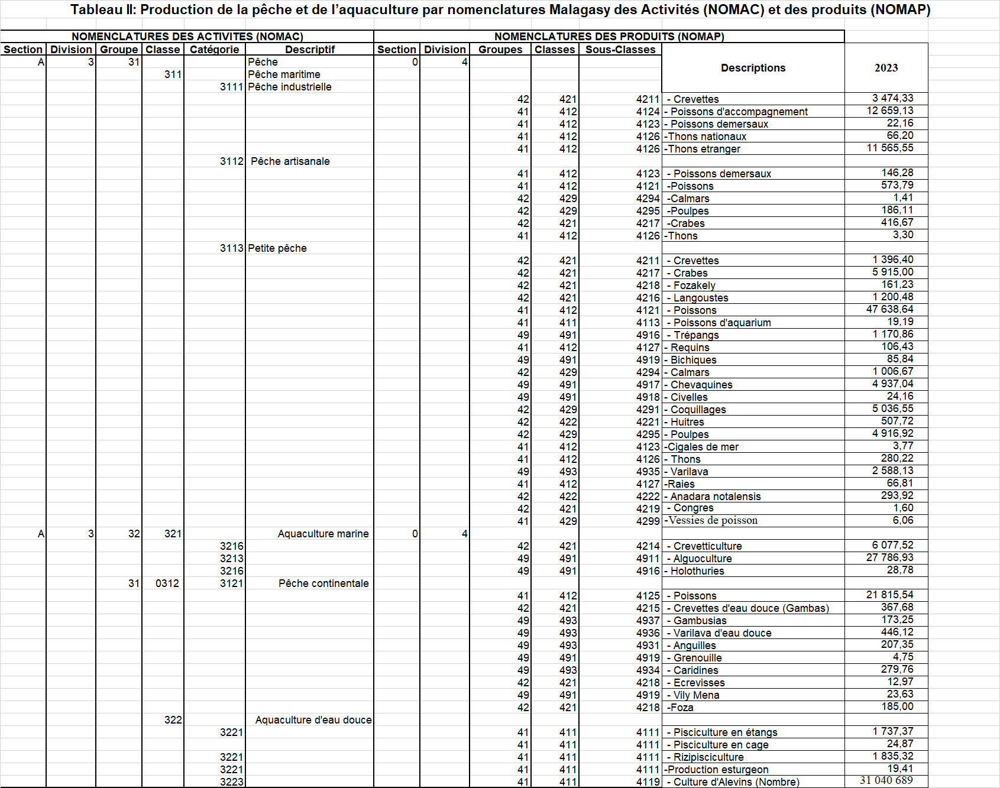 Tableau II: Production de la pêche et de l’aquaculture par nomenclatures Malagasy des Activités (NOMAC) et des produits (NOMAP)
NOMENCLATURES DES ACTIVITES (NOMAC) NOMENCLATURES DES PRODUITS (NOMAP)
Section Division Groupe Classe Catégorie Descriptif Section Division Groupes Classes Sous-Classes Descriptions 2023
A 3 31 Pêche 0 4
311 Pêche maritime
3111 Pêche industrielle
42 421 4211 - Crevettes 3 474,33
41 412 4124 - Poissons d'accompagnement 12 659,13
41 412 4123 - Poissons demersaux 22,16
41 412 4126 -Thons nationaux 66,20
41 412 4126 -Thons etranger 11 565,55
3112 Pêche artisanale
41 412 4123 - Poissons demersaux 146,28
41 412 4121 -Poissons 573,79
42 429 4294 -Calmars 1,41
42 429 4295 -Poulpes 186,11
42 421 4217 -Crabes 416,67
41 412 4126 -Thons 3,30
3113 Petite pêche
42 421 4211 - Crevettes 1 396,40
42 421 4217 - Crabes 5 915,00
42 421 4218 - Fozakely 161,23
42 421 4216 - Langoustes 1 200,48
41 412 4121 - Poissons 47 638,64
41 411 4113 - Poissons d'aquarium 19,19
49 491 4916 - Trépangs 1 170,86
41 412 4127 - Requins 106,43
49 491 4919 - Bichiques 85,84
42 429 4294 - Calmars 1 006,67
49 491 4917 - Chevaquines 4 937,04
49 491 4918 - Civelles 24,16
42 429 4291 - Coquillages 5 036,55
42 422 4221 - Huitres 507,72
42 429 4295 - Poulpes 4 916,92
41 412 4123 -Cigales de mer 3,77
41 412 4126 - Thons 280,22
49 493 4935 - Varilava 2 588,13
41 412 4127 -Raies 66,81
42 422 4222 - Anadara notalensis 293,92
42 421 4219 - Congres 1,60
41 429 4299 -Vessies de poisson 6,06
A 3 32 321 Aquaculture marine 0 4
3216 42 421 4214 - Crevetticulture 6 077,52
3213 49 491 4911 - Alguoculture 27 786,93
3216 49 491 4916 - Holothuries 28,78
31 0312 3121 Pêche continentale
41 412 4125 - Poissons 21 815,54
42 421 4215 - Crevettes d'eau douce (Gambas) 367,68
49 493 4937 - Gambusias 173,25
49 493 4936 - Varilava d'eau douce 446,12
49 493 4931 - Anguilles 207,35
49 491 4919 - Grenouille 4,75
49 493 4934 - Caridines 279,76
42 421 4218 - Ecrevisses 12,97
49 491 4919 - Vily Mena 23,63
42 421 4218 -Foza 185,00
322 Aquaculture d'eau douce
3221 41 411 4111 - Pisciculture en étangs 1 737,37
41 411 4111 - Pisciculture en cage 24,87
3221 41 411 4111 - Rizipisciculture 1 835,32
3221 41 411 4111 -Production esturgeon 19,41
3223 41 411 4119 - Culture d'Alevins (Nombre) 31 040 689